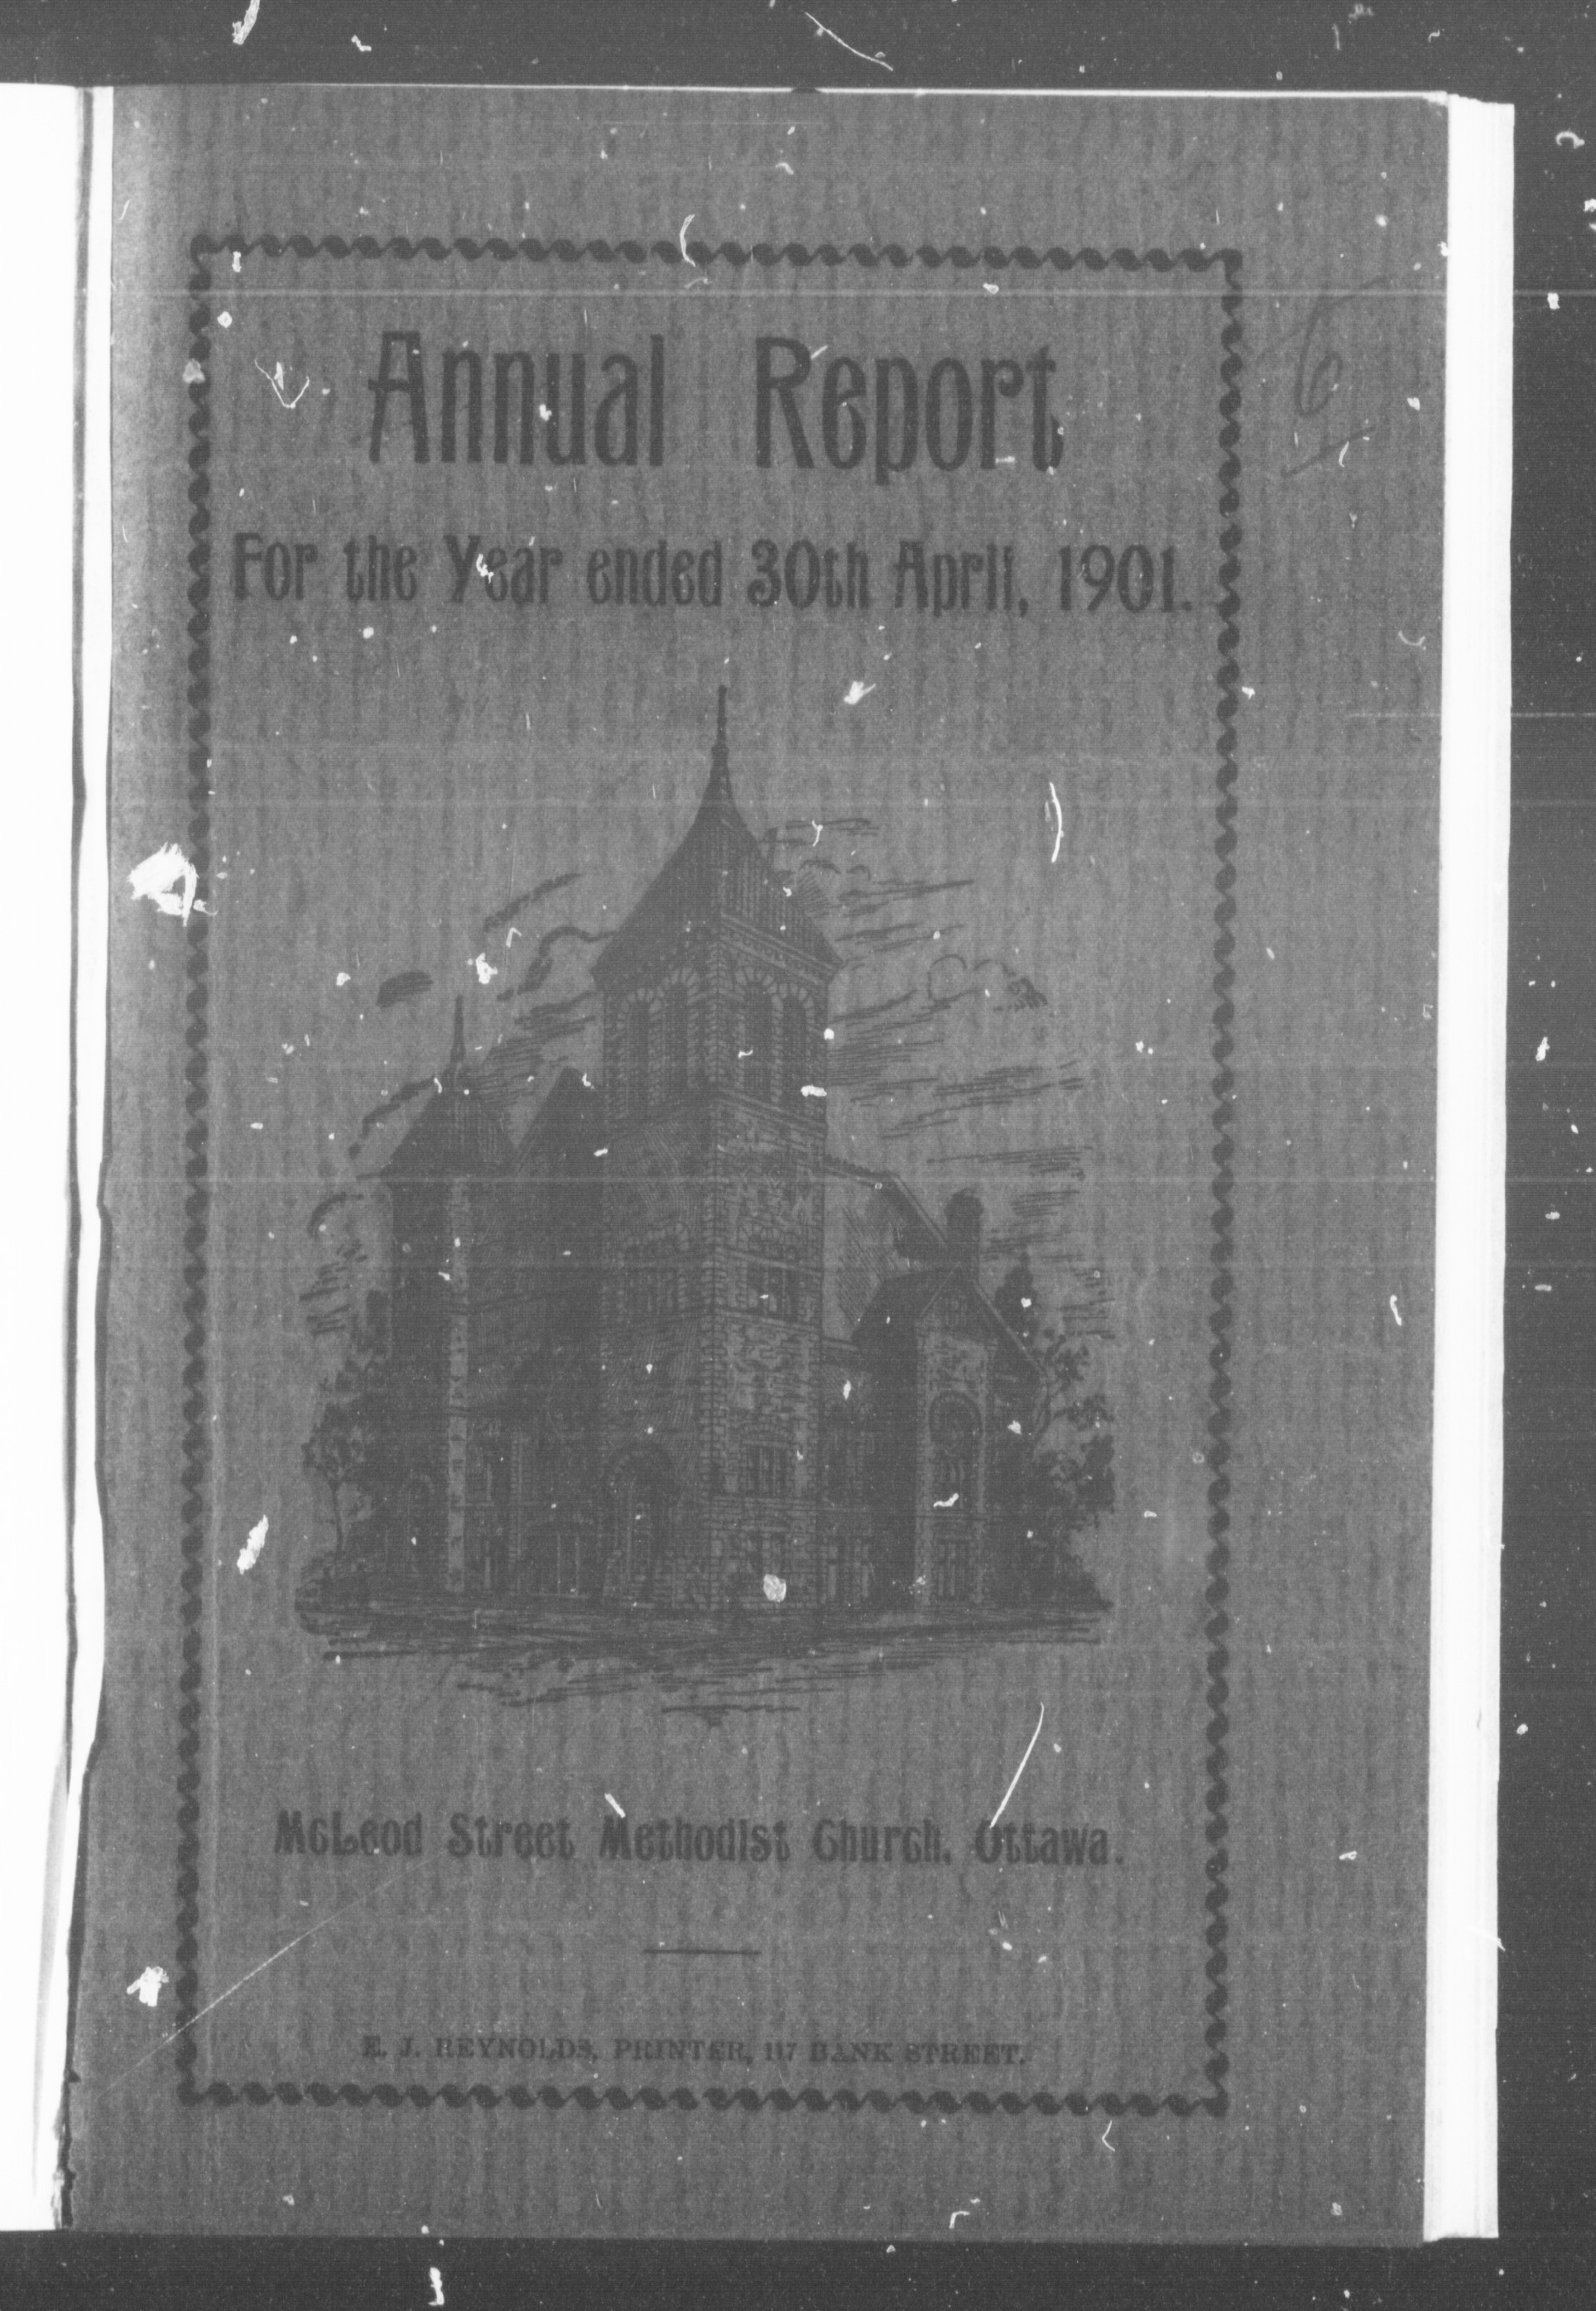 Annual Report
For the Year ended 30th April, 1901.
McLeod Street Methodist Church, Ottawa.
E. J. REYNOLDS, PRINTER, 117 BANK STREET.